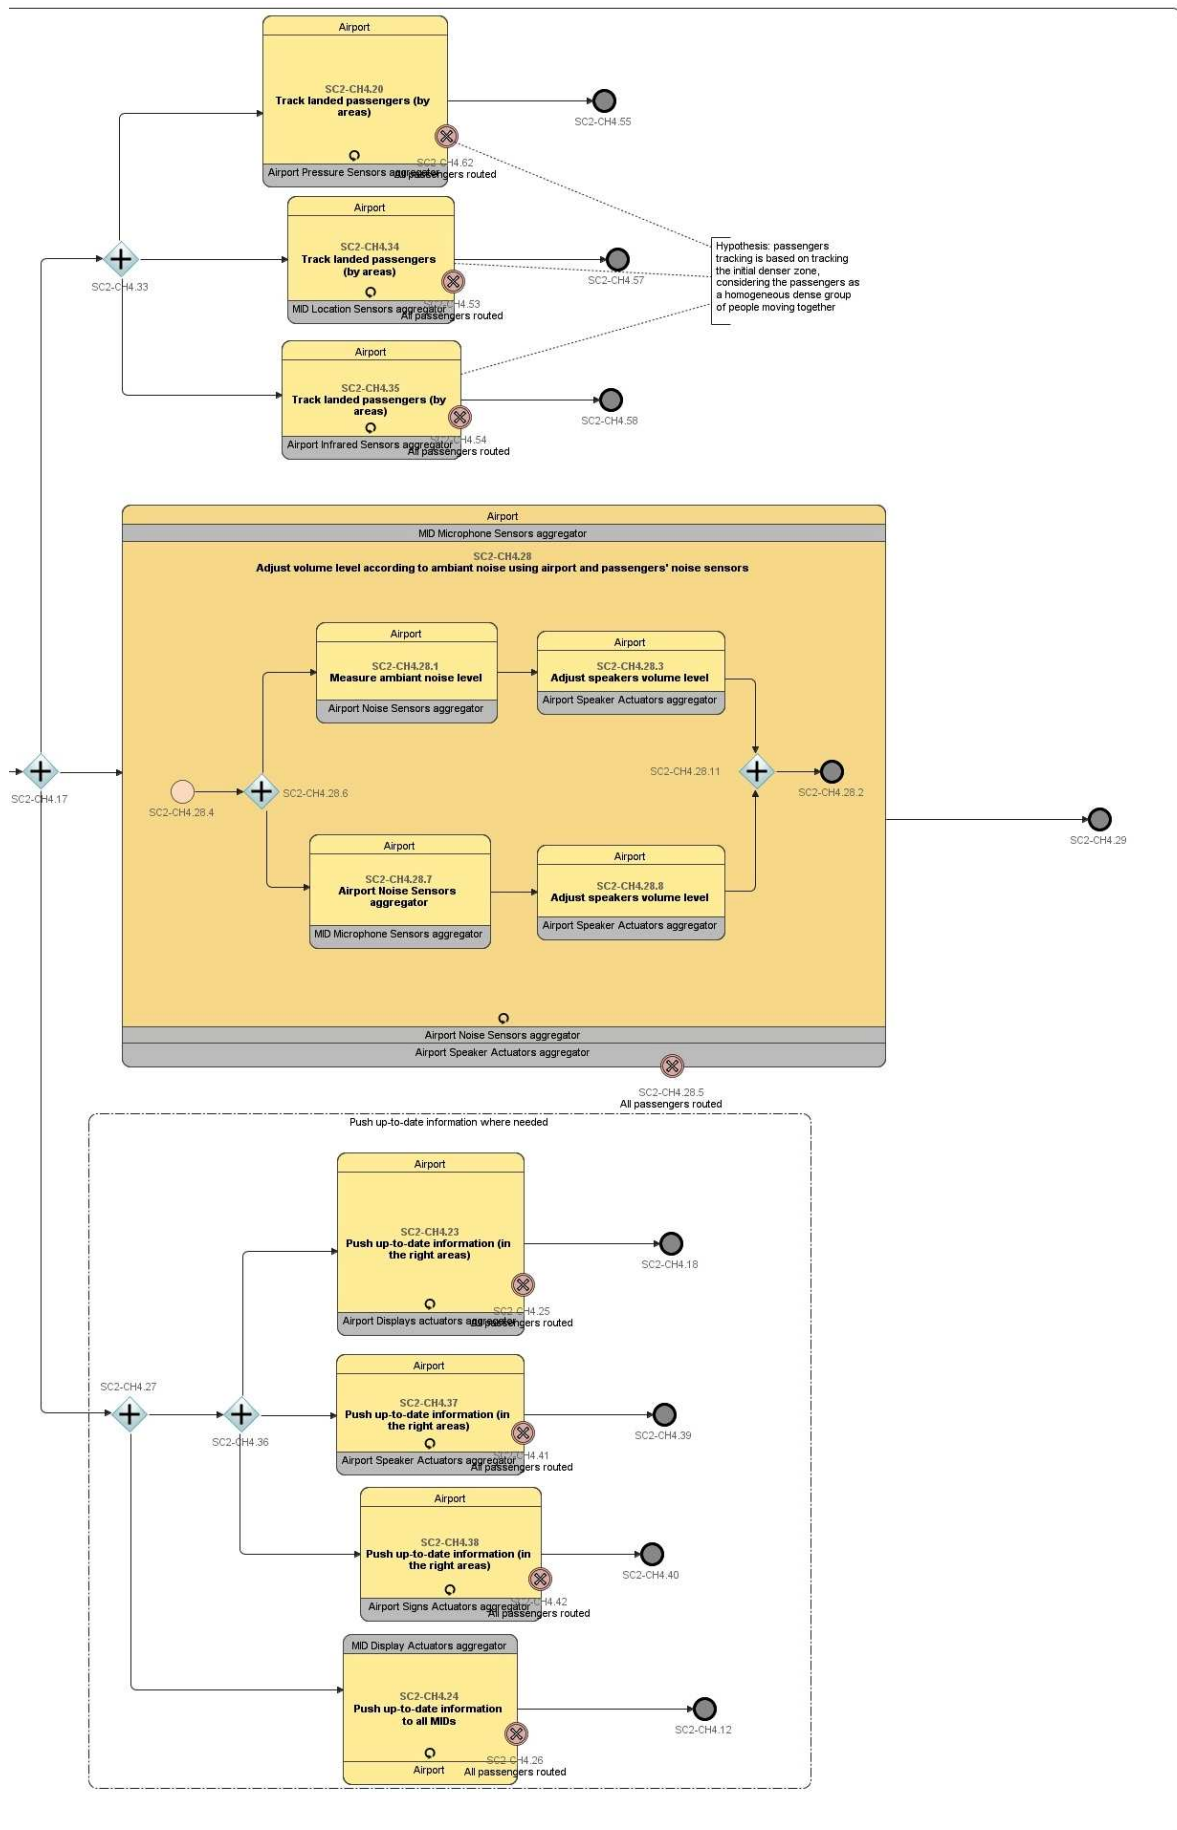 Airport
SC2-CH4.20
Track landed passengers (by
areas)
SC2-CH4.55
SC2-CH4.62
Airport Pressure Sensors aggregator
All passengers routed
Airport
SC2-CH4.34
Track landed passengers
(by areas)
SC2-CH4.57
SC2-CH4.53
MID Location Sensors aggregator
All passengers routed
SC2-CH4.33
Hypothesis: passengers
tracking is based on tracking
the initial denser zone,
considering the passengers as
a homogeneous dense group
of people moving together
Airport
SC2-CH4.35
Track landed passengers (by
areas)
SC2-CH4.58
SC2-CH4.54
Airport Infrared Sensors aggregator
All passengers routed
Airport
MID Microphone Sensors aggregator
SC2-CH4.28
Adjust volume level according to ambiant noise using airport and passengers' noise sensors
Airport
SC2-CH4.28.1
Measure ambiant noise level
Airport Noise Sensors aggregator
Airport
SC2-CH4.28.3
Adjust speakers volume level
Airport Speaker Actuators aggregator
SC2-CH4.17
SC2-CH4.28.4
SC2-CH4.28.6
SC2-CH4.28.11
SC2-CH4.28.2
SC2-CH4.29
Airport
SC2-CH4.28.7
Airport Noise Sensors
aggregator
MID Microphone Sensors aggregator
Airport
SC2-CH4.28.8
Adjust speakers volume level
Airport Speaker Actuators aggregator
Airport Noise Sensors aggregator
Airport Speaker Actuators aggregator
SC2-CH4.28.5
All passengers routed
Push up-to-date information where needed
Airport
SC2-CH4.23
Push up-to-date information (in
the right areas)
SC2-CH4.18
SC2-CH4.25
Airport Displays actuators aggregator
All passengers routed
SC2-CH4.27
SC2-CH4.36
Airport
SC2-CH4.37
Push up-to-date information (in
the right areas)
SC2-CH4.39
SC2-CH4.41
Airport Speaker Actuators aggregator
All passengers routed
Airport
SC2-CH4.38
Push up-to-date information (in
the right areas)
SC2-CH4.40
SC2-CH4.42
Airport Signs Actuators aggregator
All passengers routed
MID Display Actuators aggregator
SC2-CH4.24
Push up-to-date information
to all MIDs
SC2-CH4.12
SC2-CH4.26
Airport
All passengers routed